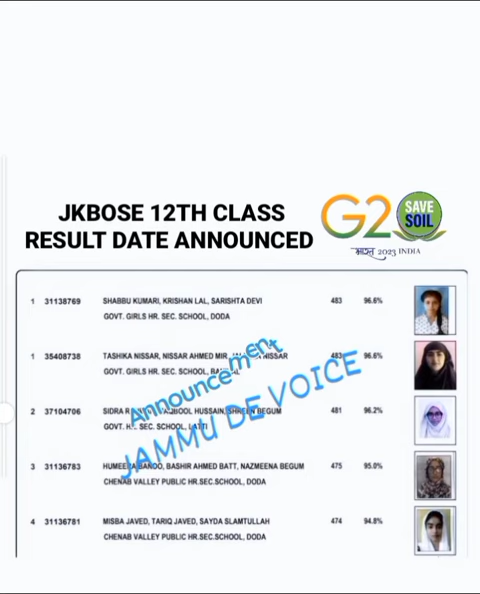 JKBOSE 12TH CLASS
RESULT DATE ANNOUNCED
G20
SAVE
SOIL
भारत 2023 INDIA
1 31138769 SHABBU KUMARI, KRISHAN LAL, SARISHTA DEVI 483 96.6%
GOVT. GIRLS HR. SEC. SCHOOL, DODA
1 35408738 TASHIKA NISSAR, NISSAR AHMED MIR, NISSAR 483 96.6%
GOVT. GIRLS HR. SEC. SCHOOL,
2 37104706 SIDRA HUSSAIN, BEGUM 481 96.2%
GOVT. SEC. SCHOOL,
3 31136783 HUMEERA BANOO, BASHIR AHMED BATT, NAZMEENA BEGUM 475 95.0%
CHENAB VALLEY PUBLIC HR.SEC.SCHOOL, DODA
4 31136781 MISBA JAVED, TARIQ JAVED, SAYDA SLAMTULLAH 474 94.8%
CHENAB VALLEY PUBLIC HR.SEC.SCHOOL, DODA
Announcement
JAMMU DE VOICE